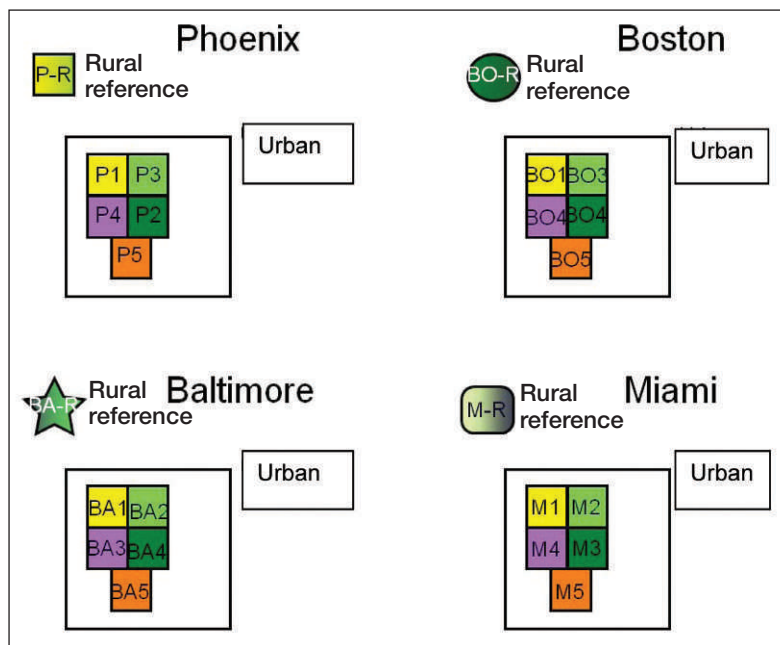 Phoenix
P-R
Rural
reference
Urban
P1
P3
P4
P2
P5
Boston
BO-R
Rural
reference
Urban
BO1
BO3
BO4
BO4
BO5
Baltimore
BA-R
Rural
reference
Urban
BA1
BA2
BA3
BA4
BA5
Miami
M-R
Rural
reference
Urban
M1
M2
M4
M3
M5